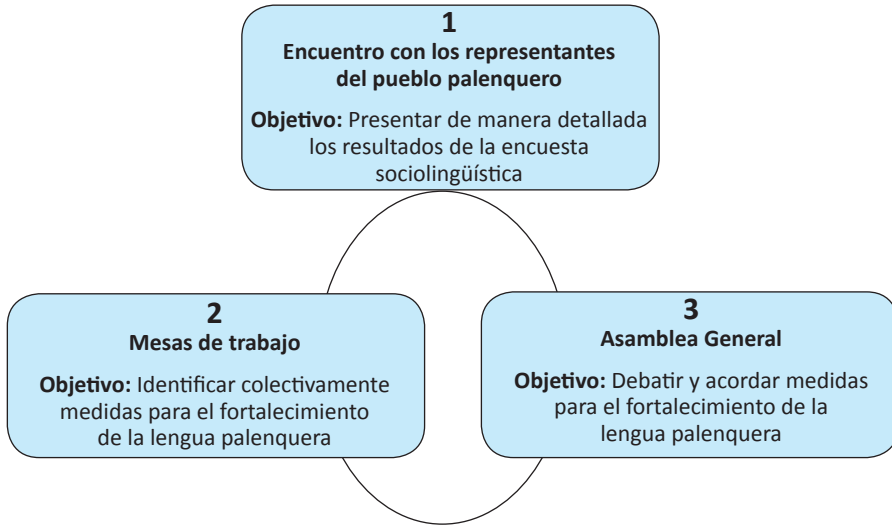 1
Encuentro con los representantes
del pueblo palenquero
Objetivo: Presentar de manera detallada
los resultados de la encuesta
sociolingüística
2
Mesas de trabajo
Objetivo: Identificar colectivamente
medidas para el fortalecimiento
de la lengua palenquera
3
Asamblea General
Objetivo: Debatir y acordar medidas
para el fortalecimiento de la
lengua palenquera